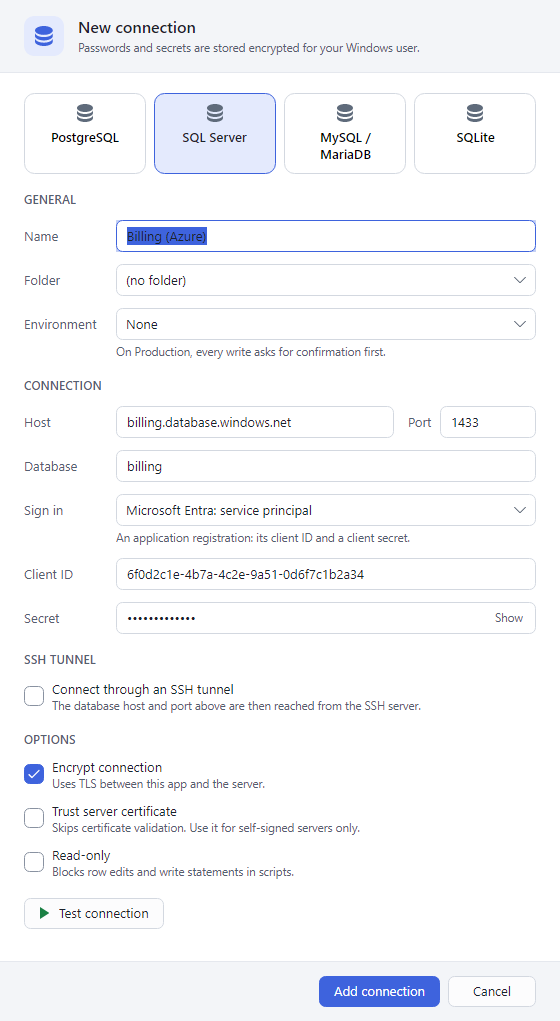 New connection
Passwords and secrets are stored encrypted for your Windows user.
PostgreSQL
SQL Server
MySQL /
MariaDB
SQLite
GENERAL
Name
Billing (Azure)
Folder
(no folder)
Environment
None
On Production, every write asks for confirmation first.
CONNECTION
Host
billing.database.windows.net
Port
1433
Database
billing
Sign in
Microsoft Entra: service principal
An application registration: its client ID and a client secret.
Client ID
6f0d2c1e-4b7a-4c2e-9a51-0d6f7c1b2a34
Secret
•••••••••••••
Show
SSH TUNNEL
Connect through an SSH tunnel
The database host and port above are then reached from the SSH server.
OPTIONS
Encrypt connection
Uses TLS between this app and the server.
Trust server certificate
Skips certificate validation. Use it for self-signed servers only.
Read-only
Blocks row edits and write statements in scripts.
Test connection
Add connection
Cancel